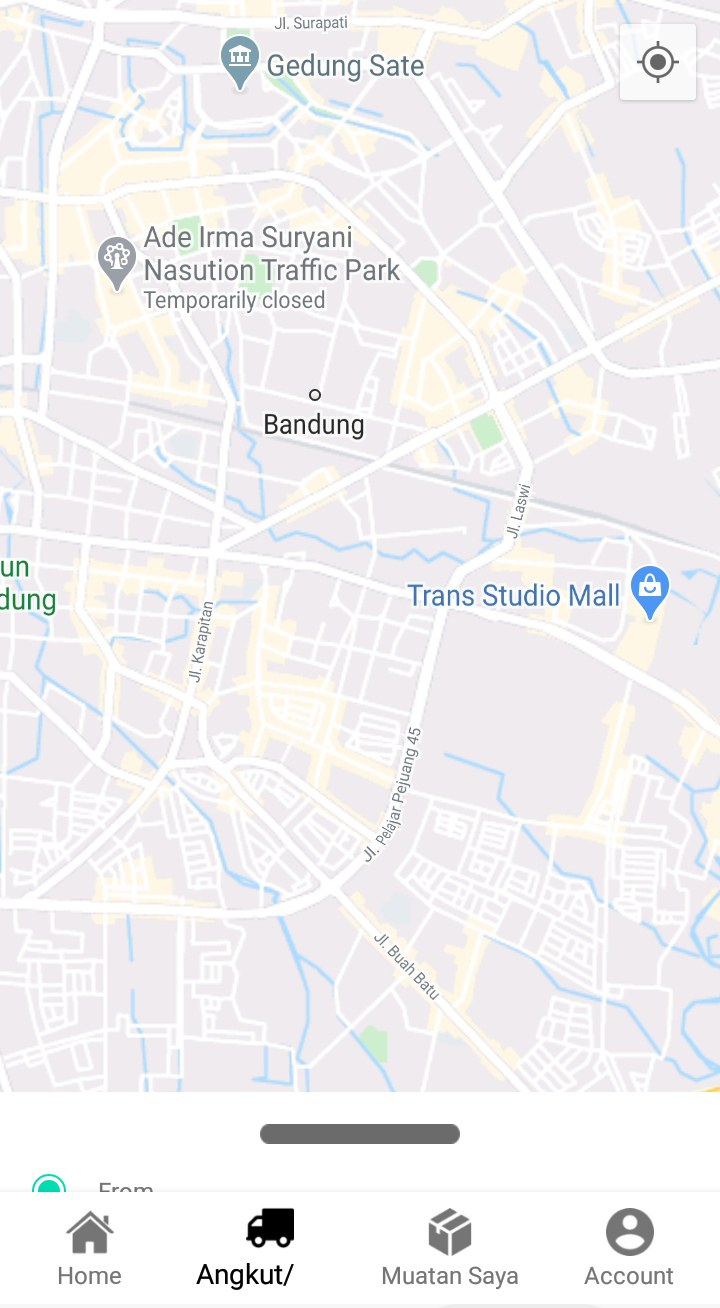 Jl. Surapati
Gedung Sate
Ade Irma Suryani
Nasution Traffic Park
Temporarily closed
Bandung
Jl. Laswi
un
dung
Trans Studio Mall
Jl. Karapitan
Jl. Pelajar Pejuang 45
Jl. Buah Batu
From
Home
Angkut/
Muatan Saya
Account